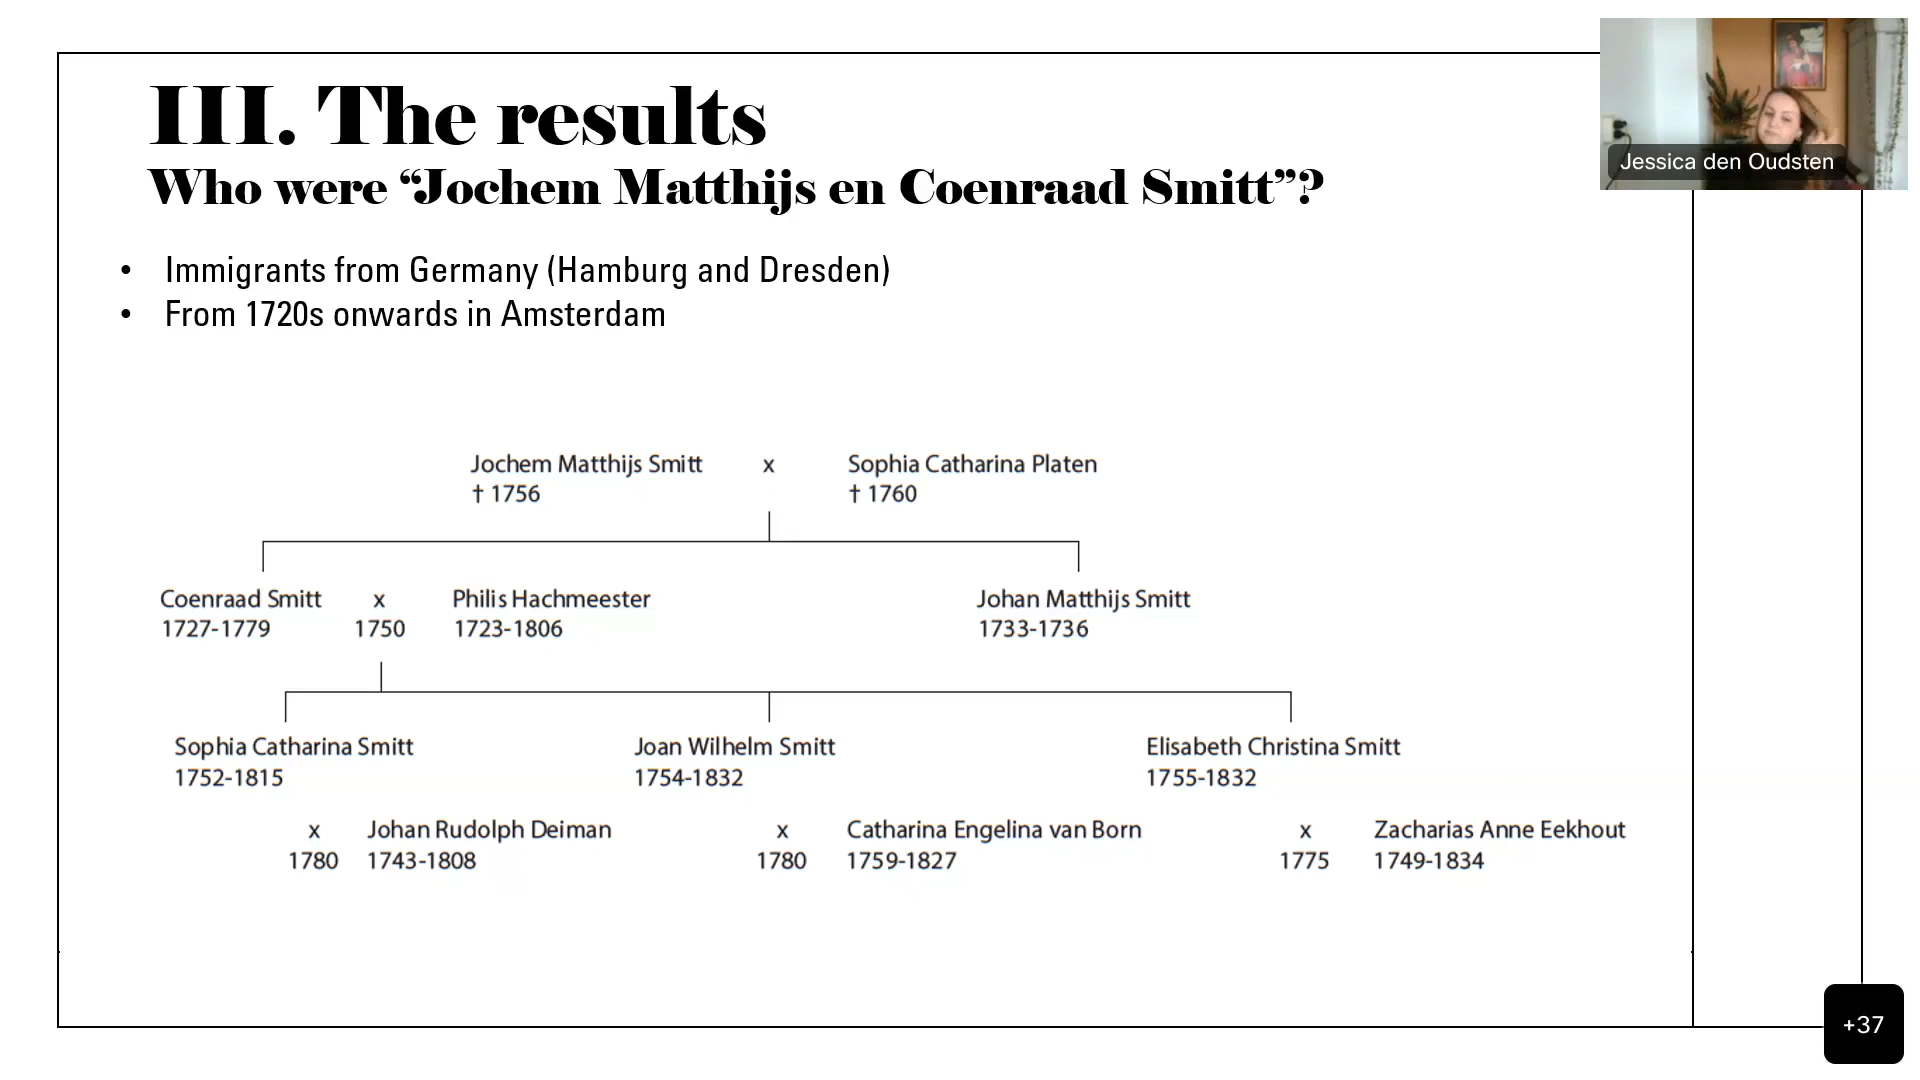 III. The results
Who were “Jochem Matthijs en Coenraad Smitt”?
Jessica den Oudsten
• Immigrants from Germany (Hamburg and Dresden)
• From 1720s onwards in Amsterdam
Jochem Matthijs Smitt x Sophia Catharina Platen
† 1756 † 1760
Coenraad Smitt x Philis Hachmeester Johan Matthijs Smitt
1727-1779 1750 1723-1806 1733-1736
Sophia Catharina Smitt Joan Wilhelm Smitt Elisabeth Christina Smitt
1752-1815 1754-1832 1755-1832
x Johan Rudolph Deiman x Catharina Engelina van Born x Zacharias Anne Eekhout
1780 1743-1808 1780 1759-1827 1775 1749-1834
+37